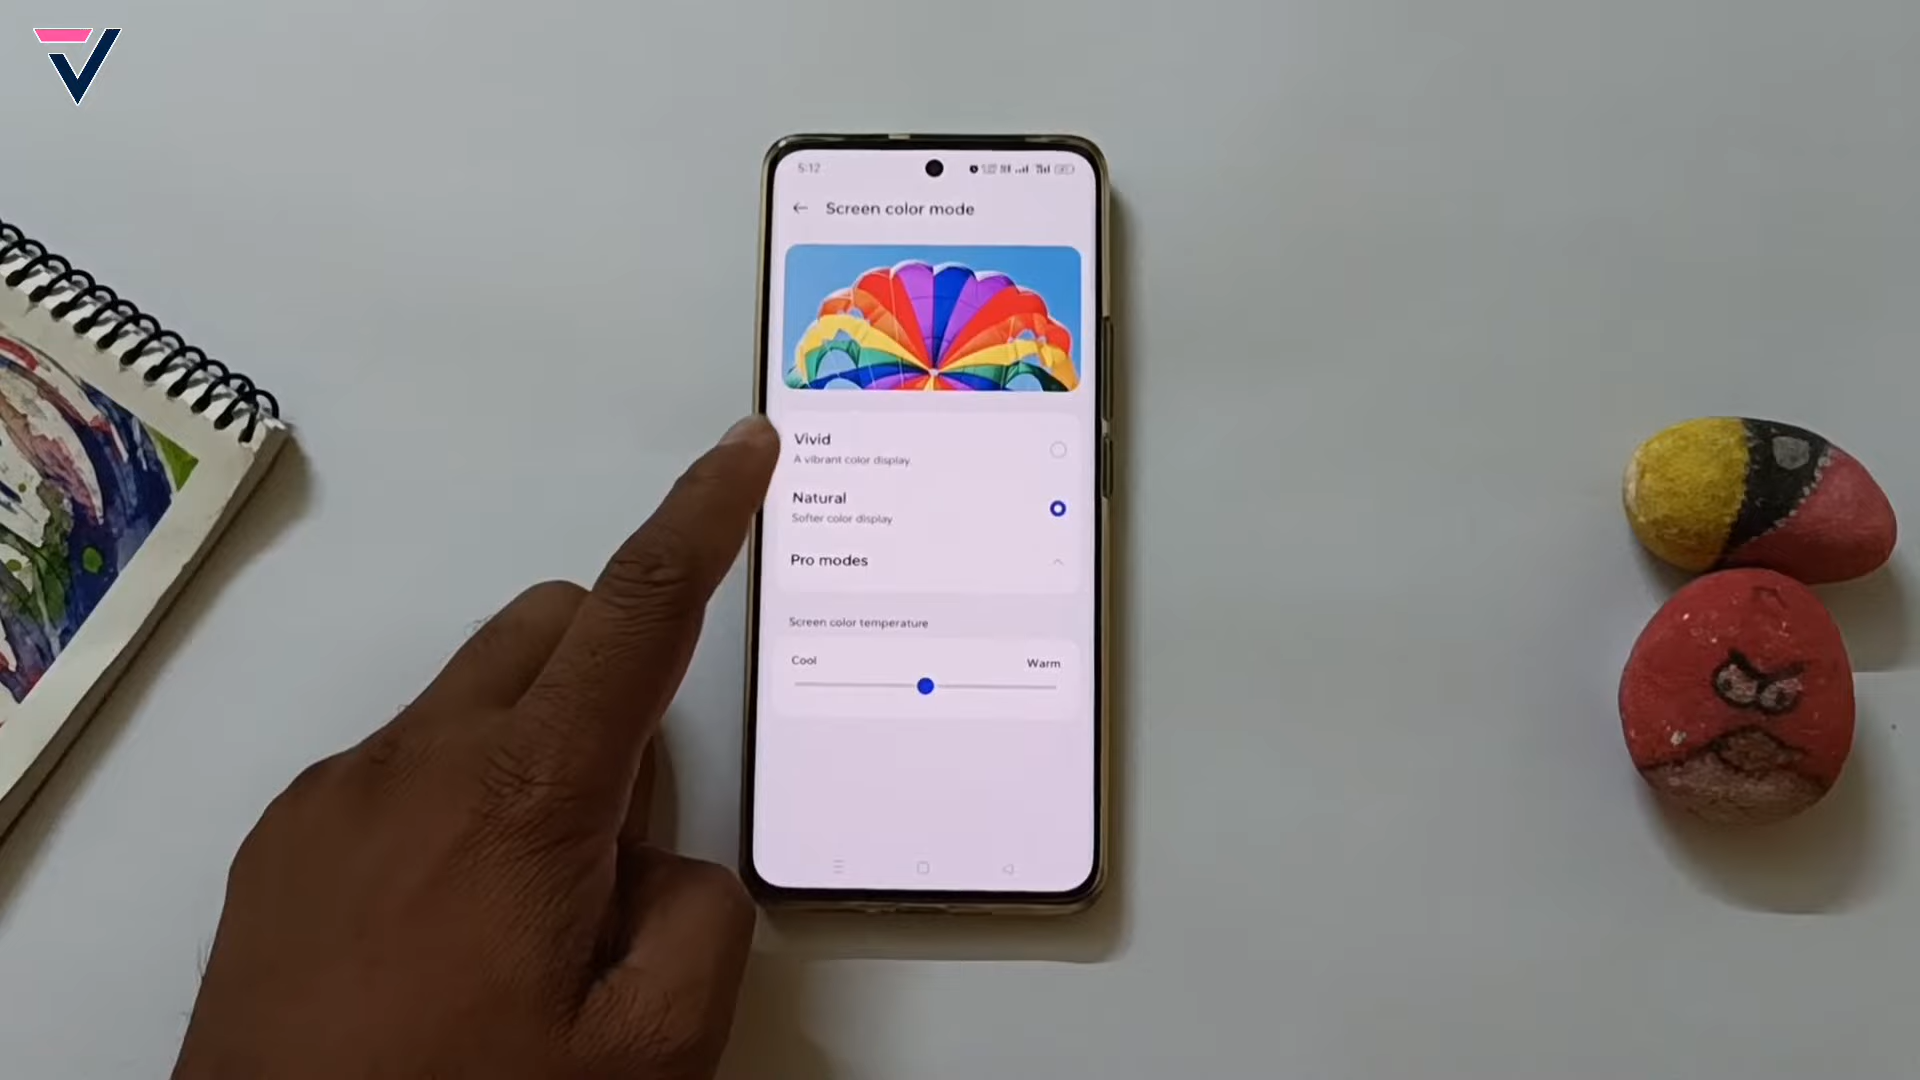 5:12
Screen color mode
Vivid
A vibrant color display.
Natural
Softer color display
Pro modes
Screen color temperature
Cool
Warm